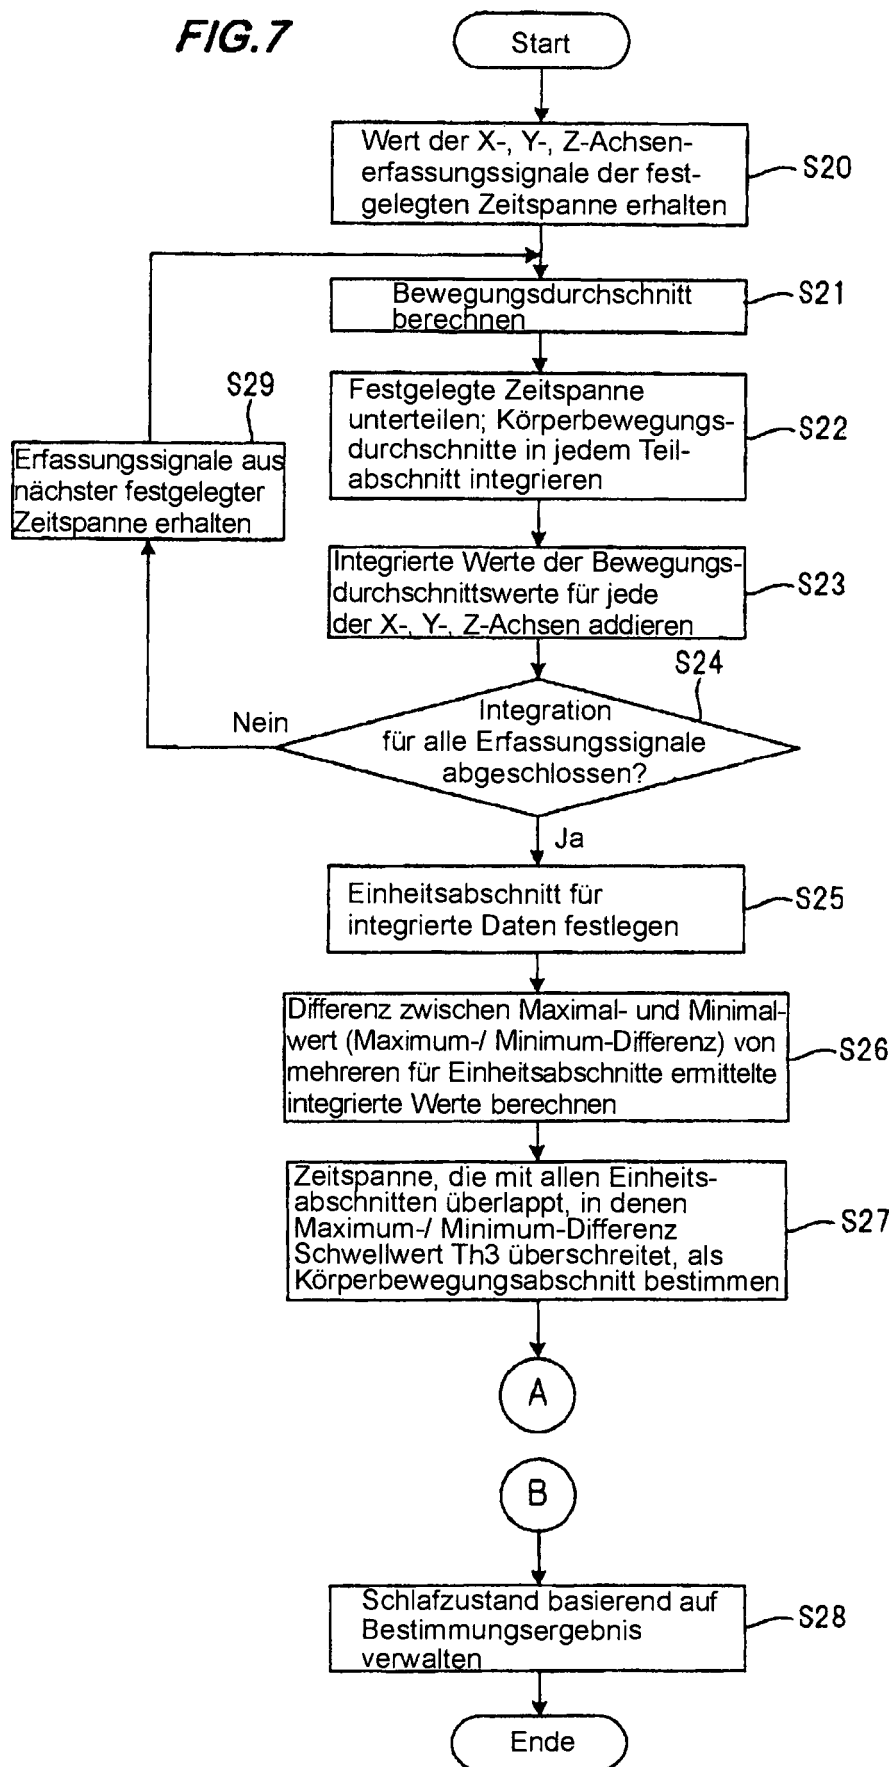 FIG.7
Start
Wert der X-, Y-, Z-Achsen-
erfassungssignale der fest-
gelegten Zeitspanne erhalten
S20
Bewegungsdurchschnitt
berechnen
S21
Festgelegte Zeitspanne
unterteilen; Körperbewegungs-
durchschnitte in jedem Teil-
abschnitt integrieren
S22
S29
Erfassungssignale aus
nächster festgelegter
Zeitspanne erhalten
Integrierte Werte der Bewegungs-
durchschnittswerte für jede
der X-, Y-, Z-Achsen addieren
S23
S24
Nein
Integration
für alle Erfassungssignale
abgeschlossen?
Ja
Einheitsabschnitt für
integrierte Daten festlegen
S25
Differenz zwischen Maximal- und Minimal-
wert (Maximum-/ Minimum-Differenz) von
mehreren für Einheitsabschnitte ermittelte
integrierte Werte berechnen
S26
Zeitspanne, die mit allen Einheits-
abschnitten überlappt, in denen
Maximum-/ Minimum-Differenz
Schwellwert Th3 überschreitet, als
Körperbewegungsabschnitt bestimmen
S27
A
B
Schlafzustand basierend auf
Bestimmungsergebnis
verwalten
S28
Ende